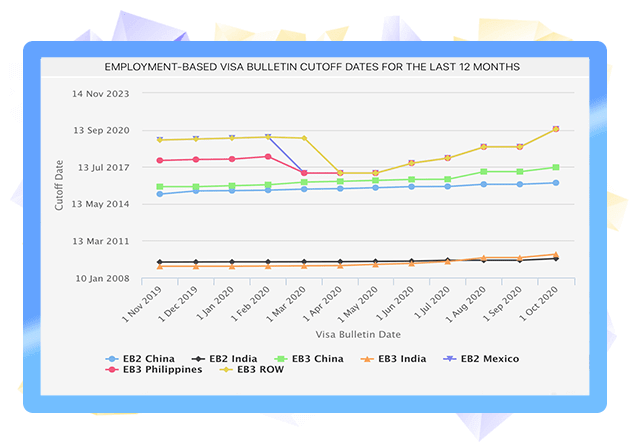 EMPLOYMENT-BASED VISA BULLETIN CUTOFF DATES FOR THE LAST 12 MONTHS
14 Nov 2023
13 Sep 2020
13 Jul 2017
13 May 2014
13 Mar 2011
10 Jan 2008
Cutoff Date
1 Nov 2019
1 Dec 2019
1 Jan 2020
1 Feb 2020
1 Mar 2020
1 Apr 2020
1 May 2020
1 Jun 2020
1 Jul 2020
1 Aug 2020
1 Sep 2020
1 Oct 2020
Visa Bulletin Date
EB2 China EB2 India EB3 China EB3 India EB2 Mexico
EB3 Philippines EB3 ROW